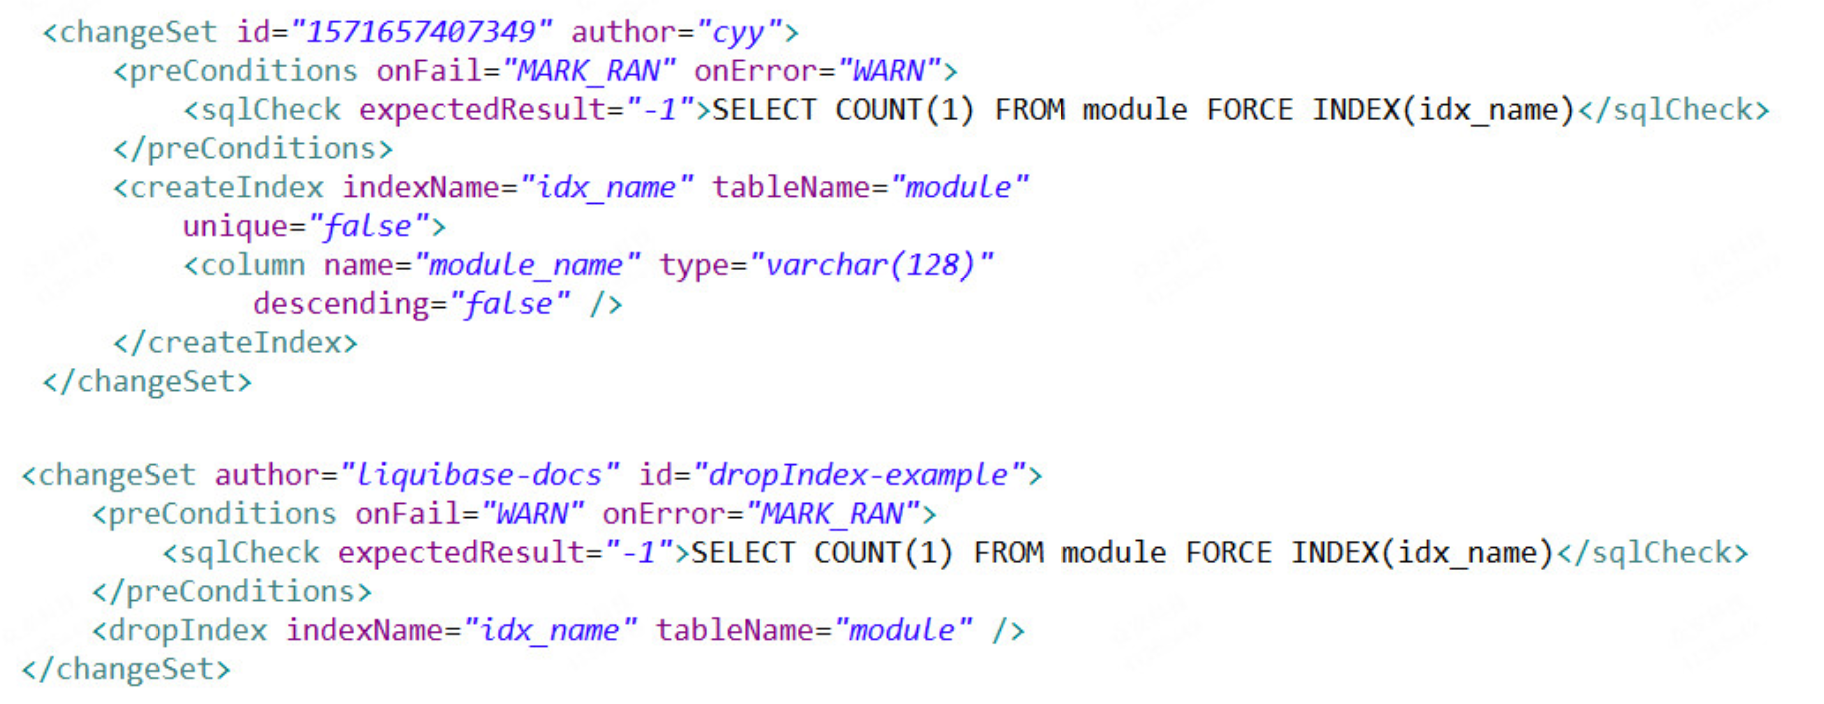 <changeSet id="1571657407349" author="cyy">
<preConditions onFail="MARK_RAN" onError="WARN">
<sqlCheck expectedResult="-1">SELECT COUNT(1) FROM module FORCE INDEX(idx_name)</sqlCheck>
</preConditions>
<createIndex indexName="idx_name" tableName="module"
unique="false">
<column name="module_name" type="varchar(128)"
descending="false" />
</createIndex>
</changeSet>
<changeSet author="liquibase-docs" id="dropIndex-example">
<preConditions onFail="WARN" onError="MARK_RAN">
<sqlCheck expectedResult="-1">SELECT COUNT(1) FROM module FORCE INDEX(idx_name)</sqlCheck>
</preConditions>
<dropIndex indexName="idx_name" tableName="module" />
</changeSet>